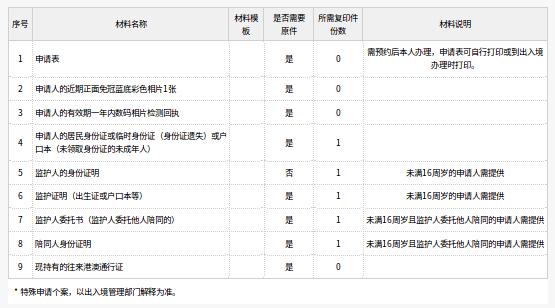 序号 材料名称 材料模板 是否需要原件 所需复印件份数 材料说明
1 申请表 是 0 需预约后本人办理，申请表可自行打印或到出入境办理时打印。
2 申请人的近期正面免冠蓝底彩色相片1张 是 0
3 申请人的有效期一年内数码相片检测回执 是 0
4 申请人的居民身份证或临时身份证（身份证遗失）或户口本（未领取身份证的未成年人） 是 1
5 监护人的身份证明 否 1 未满16周岁的申请人需提供
6 监护证明（出生证或户口本等） 是 1 未满16周岁的申请人需提供
7 监护人委托书（监护人委托他人陪同的） 是 1 未满16周岁且监护人委托他人陪同的申请人需提供
8 陪同人身份证明 是 1 未满16周岁且监护人委托他人陪同的申请人需提供
9 现持有的往来港澳通行证 是 0
* 特殊申请个案，以出入境管理部门解释为准。